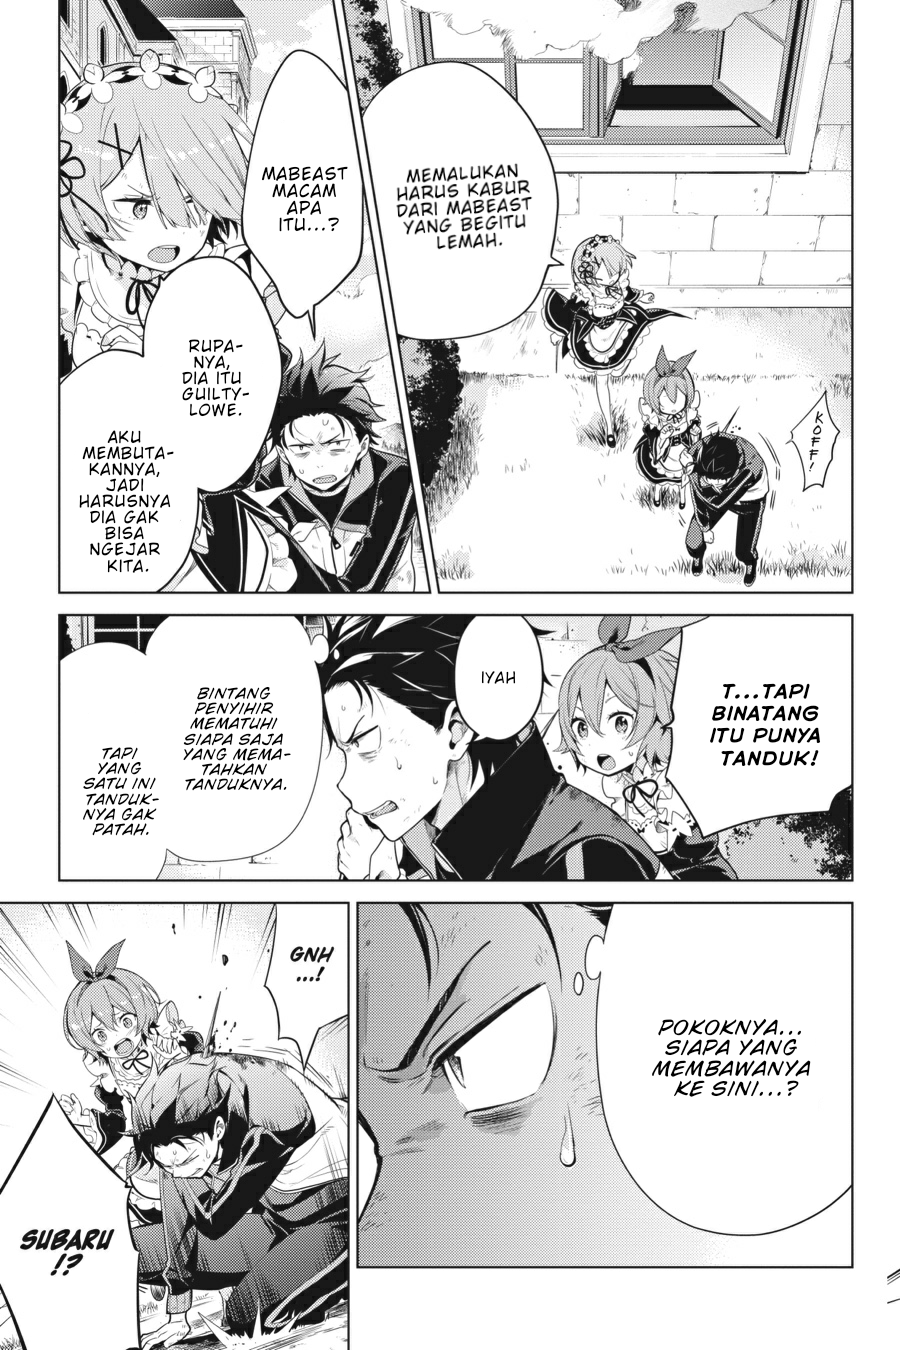 MEMALUKAN
HARUS KABUR
DARI MABEAST
YANG BEGITU
LEMAH.
KOFF!
MABEAST
MACAM
APA
ITU...?
RUPA-
NYA,
DIA ITU
GUILTY-
LOWE.
AKU
MEMBUTA-
KANNYA,
JADI
HARUSNYA
DIA GAK
BISA
NGEJAR
KITA.
T...TAPI
BINATANG
ITU PUNYA
TANDUK!
IYAH
BINTANG
PENYIHIR
MEMATUHI
SIAPA SAJA
YANG MEMA-
TAHKAN
TANDUKNYA.
TAPI
YANG
SATU INI
TANDUK-
NYA GAK
PATAH.
POKOKNYA...
SIAPA YANG
MEMBAWANYA
KE SINI...?
GNH
...!
SUBARU
!?